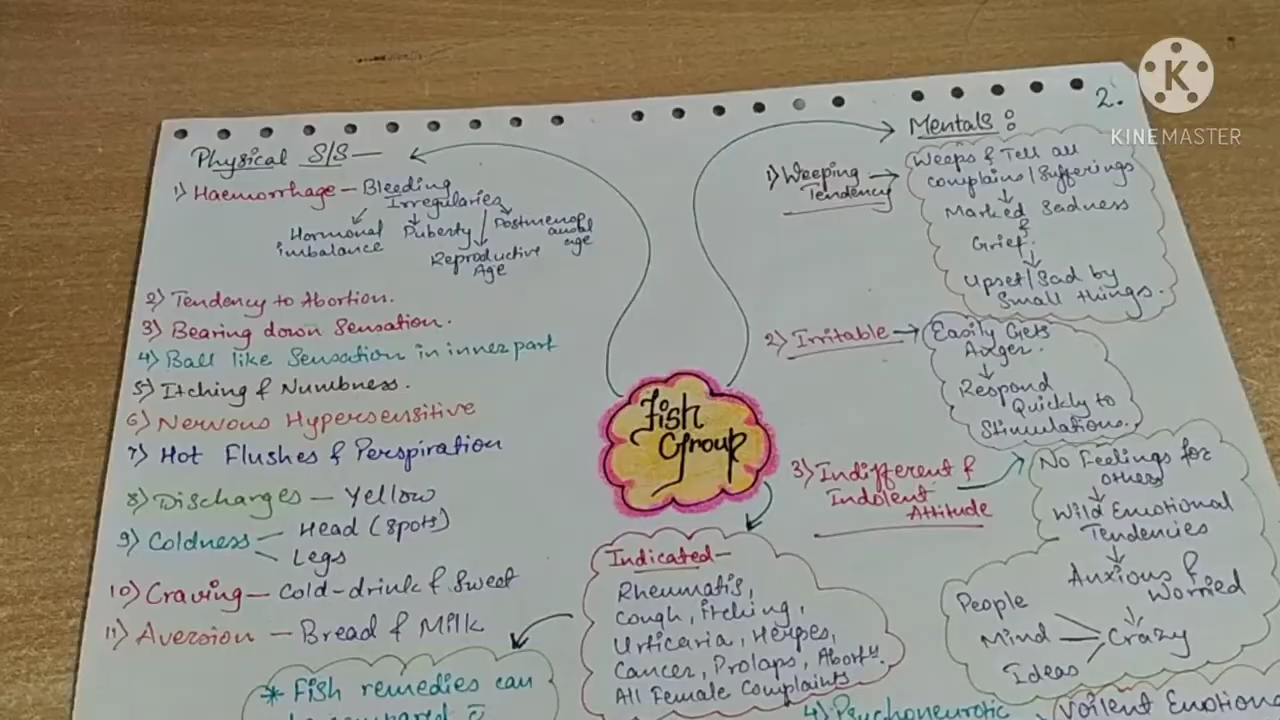 KINEMASTER
2.
Physical S/S —
1) Haemorrhage — Bleeding
Irregularies
Hormonal
imbalance
Puberty
Reproductive
Age
Postmenop
ausal
age
2) Tendency to Abortion.
3) Bearing down Sensation.
4) Ball like Sensation in inner part
5) Itching & Numbness.
6) Nervous Hypersensitive
7) Hot Flushes & Perspiration
8) Discharges — Yellow
9) Coldness — Head (Spots)
Legs
10) Craving — Cold-drink & Sweet
11) Aversion — Bread & Milk
* Fish remedies can
Fish
Group
Indicated —
Rheumatis,
Cough, itching,
Urticaria, Herpes,
Cancer, Prolaps, Abortn.
All Female Complaints
Mentals :
1) Weeping
Tendency
Weeps & Tell all
complains/Sufferings
Marked Sadness
&
Grief.
Upset/Sad by
Small things.
2) Irritable
Easily Gets
Anger.
Respond
Quickly to
Stimulations.
3) Indifferent &
Indolent
Attitude
No Feelings for
others
Wild Emotional
Tendencies
Anxious &
Worried
Crazy
People
Mind
Ideas
4) Psychoneurotic
Voilent Emotion